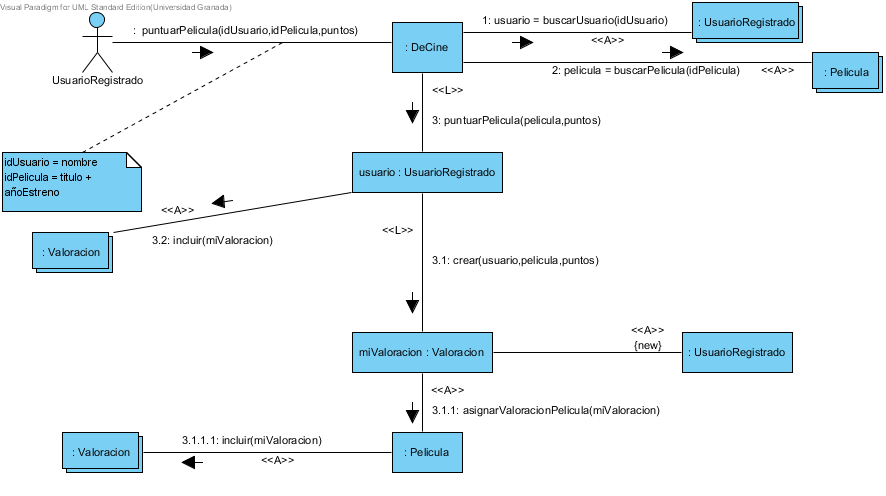 Visual Paradigm for UML Standard Edition(Universidad Granada)
: puntuarPelicula(idUsuario,idPelicula,puntos)
1: usuario = buscarUsuario(idUsuario)
: UsuarioRegistrado
<<A>>
: DeCine
2: pelicula = buscarPelicula(idPelicula)
<<A>>
: Pelicula
UsuarioRegistrado
<<L>>
3: puntuarPelicula(pelicula,puntos)
idUsuario = nombre
idPelicula = titulo +
añoEstreno
usuario : UsuarioRegistrado
<<A>>
3.2: incluir(miValoracion)
: Valoracion
<<L>>
3.1: crear(usuario,pelicula,puntos)
<<A>>
{new}
miValoracion : Valoracion
: UsuarioRegistrado
<<A>>
3.1.1: asignarValoracionPelicula(miValoracion)
3.1.1.1: incluir(miValoracion)
: Valoracion
<<A>>
: Pelicula